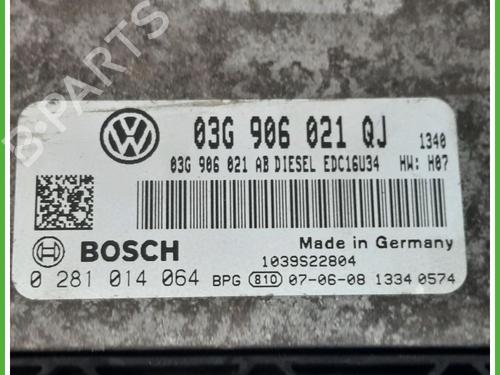 B-PARTS
03G 906 021 QJ 1340
03G 906 021 AB DIESEL EDC16U34 HW: H07
BOSCH
Made in Germany
1039S22804
0 281 014 064 BPG 810 07-06-08 1334 0574